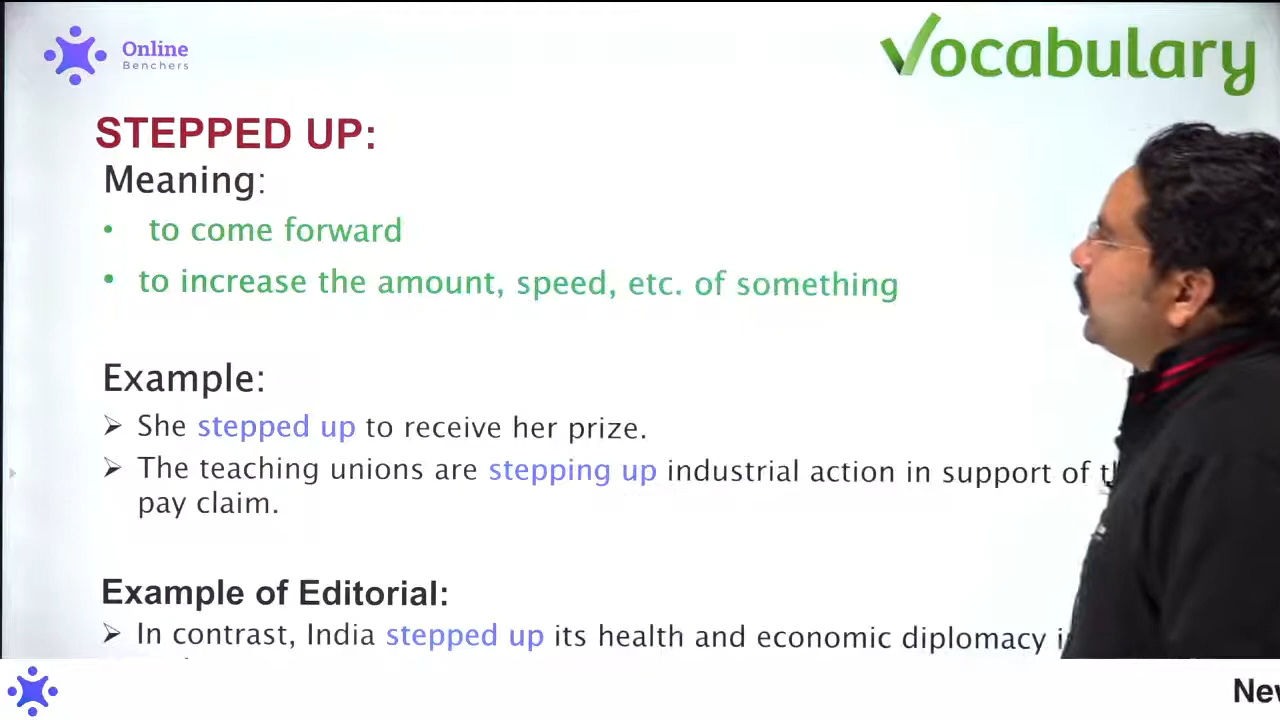 Online
Benchers
Vocabulary
STEPPED UP:
Meaning:
• to come forward
• to increase the amount, speed, etc. of something
Example:
➢ She stepped up to receive her prize.
➢ The teaching unions are stepping up industrial action in support of
pay claim.
Example of Editorial:
➢ In contrast, India stepped up its health and economic diplomacy